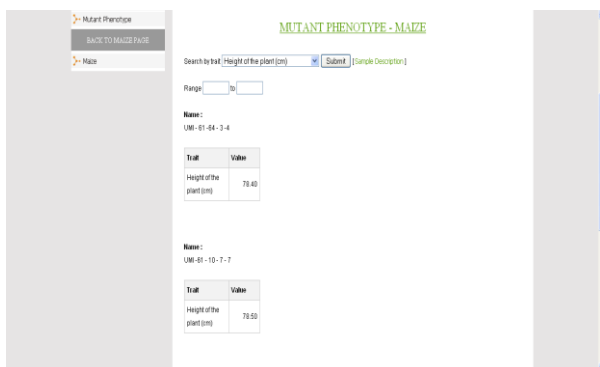 Mutant Phenotype
BACK TO MAIZE PAGE
Maize
MUTANT PHENOTYPE - MAIZE
Search by trait Height of the plant (cm) Submit [Sample Description]
Range to
Name :
UMI - 61 -64 - 3 -4
Trait Value
Height of the
plant (cm) 78.40
Name :
UMI -61 - 10 - 7 - 7
Trait Value
Height of the
plant (cm) 78.50